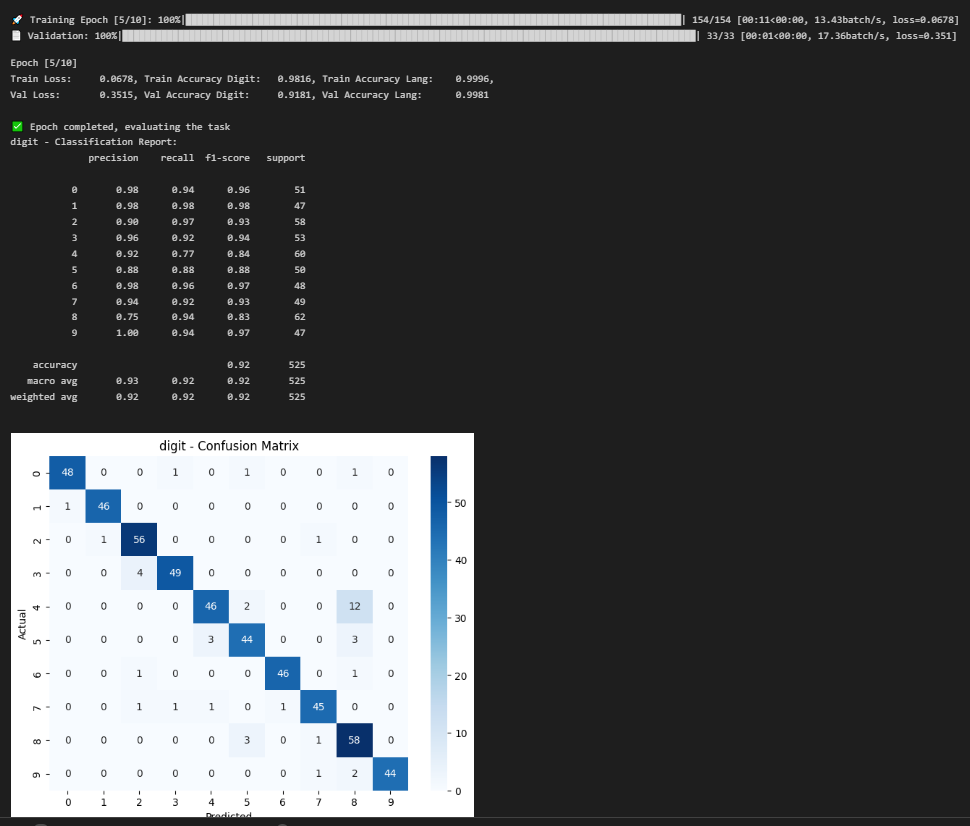 🚀 Training Epoch [5/10]: 100%|██████████| 154/154 [00:11<00:00, 13.43batch/s, loss=0.0678]
🧾 Validation: 100%|██████████| 33/33 [00:01<00:00, 17.36batch/s, loss=0.351]
Epoch [5/10]
Train Loss: 0.0678, Train Accuracy Digit: 0.9816, Train Accuracy Lang: 0.9996,
Val Loss: 0.3515, Val Accuracy Digit: 0.9181, Val Accuracy Lang: 0.9981
✅ Epoch completed, evaluating the task
digit - Classification Report:
precision recall f1-score support
0 0.98 0.94 0.96 51
1 0.98 0.98 0.98 47
2 0.90 0.97 0.93 58
3 0.96 0.92 0.94 53
4 0.92 0.77 0.84 60
5 0.88 0.88 0.88 50
6 0.98 0.96 0.97 48
7 0.94 0.92 0.93 49
8 0.75 0.94 0.83 62
9 1.00 0.94 0.97 47
accuracy 0.92 525
macro avg 0.93 0.92 0.92 525
weighted avg 0.92 0.92 0.92 525
digit - Confusion Matrix
0 48 0 0 1 0 1 0 0 1 0
1 1 46 0 0 0 0 0 0 0 0
2 0 1 56 0 0 0 0 1 0 0
3 0 0 4 49 0 0 0 0 0 0
4 0 0 0 0 46 2 0 0 12 0
5 0 0 0 0 3 44 0 0 3 0
6 0 0 1 0 0 0 46 0 1 0
7 0 0 1 1 1 0 1 45 0 0
8 0 0 0 0 0 3 0 1 58 0
9 0 0 0 0 0 0 0 1 2 44
0 1 2 3 4 5 6 7 8 9
Actual
Predicted
50
40
30
20
10
0